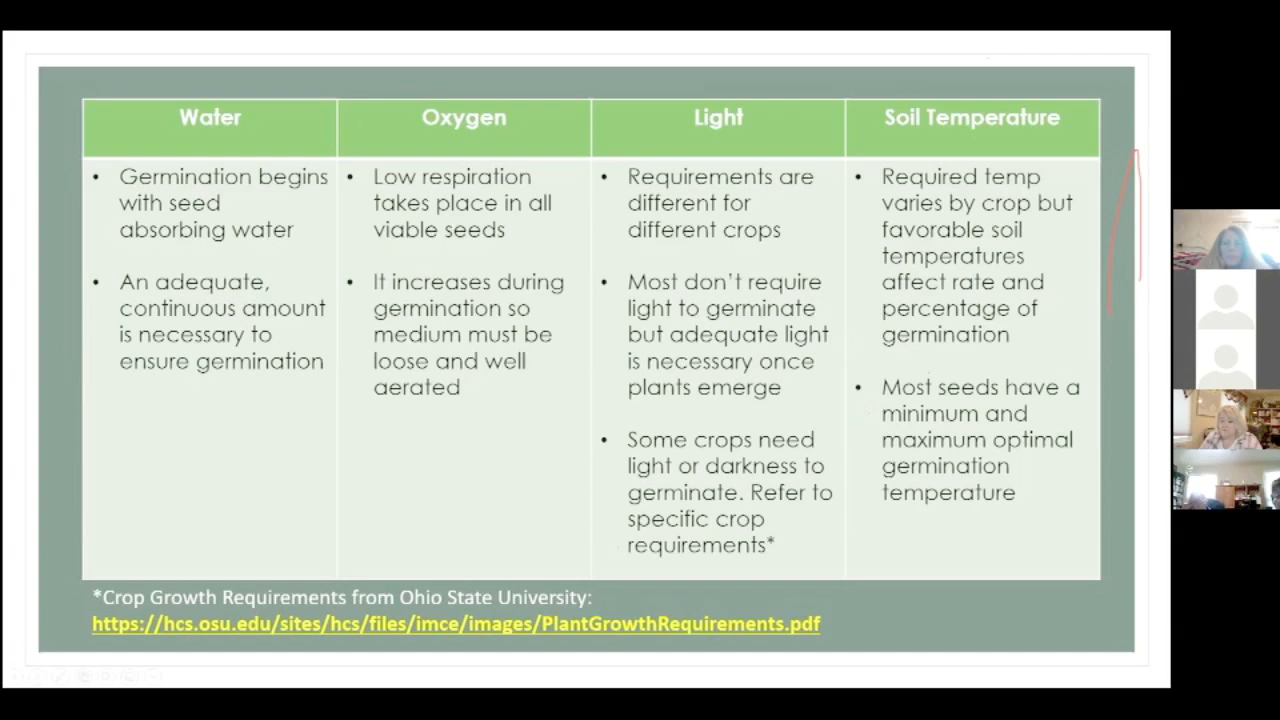 Water
Oxygen
Light
Soil Temperature
• Germination begins
with seed
absorbing water
• An adequate,
continuous amount
is necessary to
ensure germination
• Low respiration
takes place in all
viable seeds
• It increases during
germination so
medium must be
loose and well
aerated
• Requirements are
different for
different crops
• Most don't require
light to germinate
but adequate light
is necessary once
plants emerge
• Some crops need
light or darkness to
germinate. Refer to
specific crop
requirements*
• Required temp
varies by crop but
favorable soil
temperatures
affect rate and
percentage of
germination
• Most seeds have a
minimum and
maximum optimal
germination
temperature
*Crop Growth Requirements from Ohio State University:
https://hcs.osu.edu/sites/hcs/files/imce/images/PlantGrowthRequirements.pdf